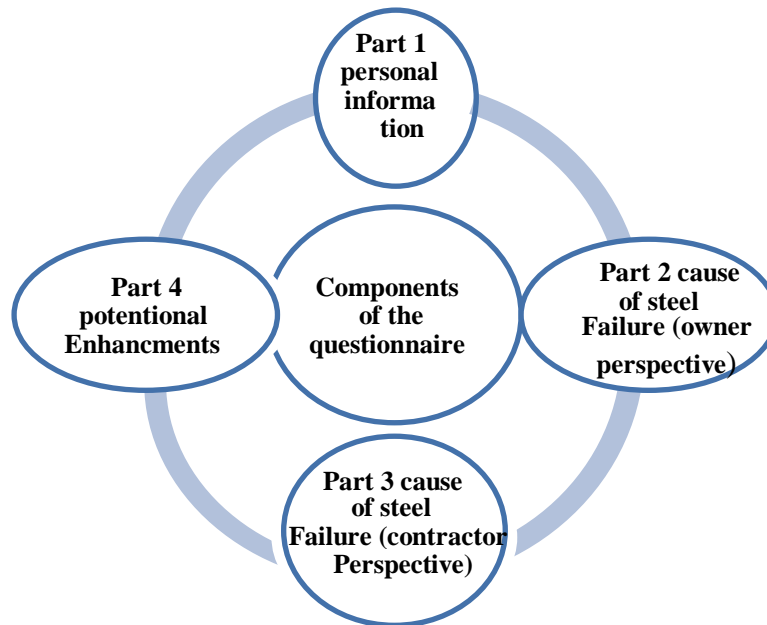 Part 1
personal
informa
tion
Part 4
potentional
Enhancments
Components
of the
questionnaire
Part 2 cause
of steel
Failure (owner
perspective)
Part 3 cause
of steel
Failure (contractor
Perspective)